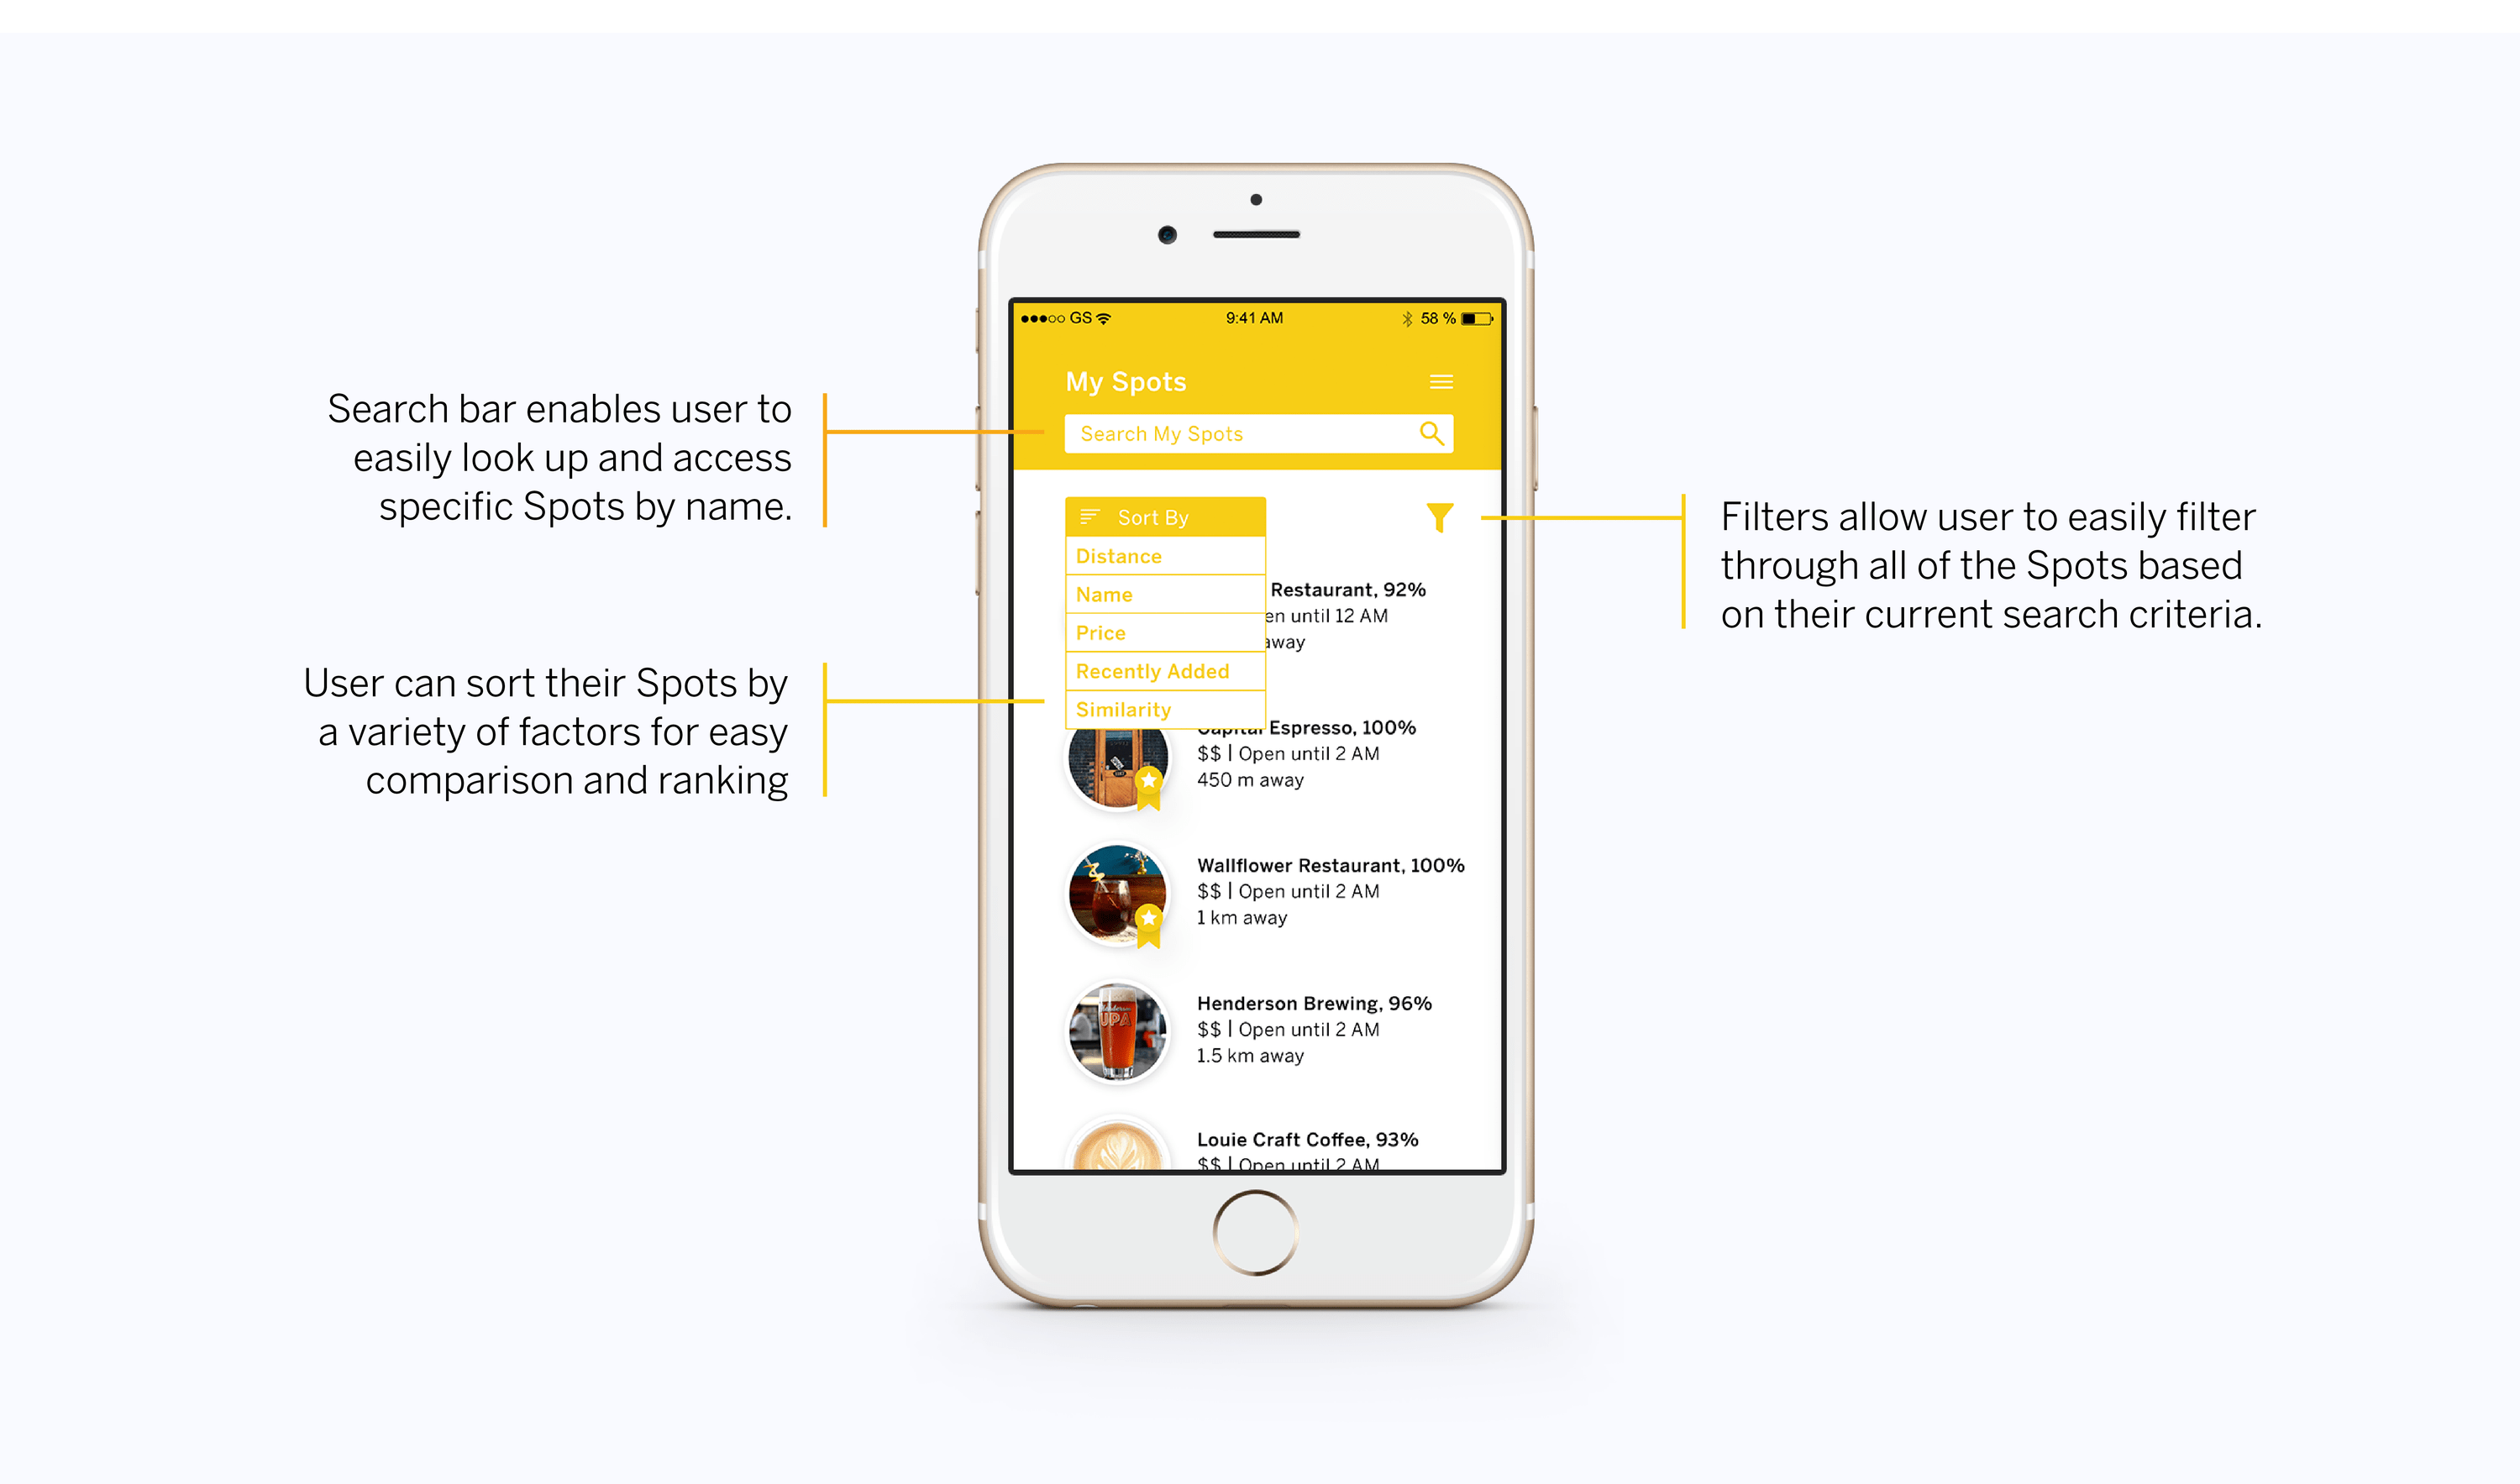 Search bar enables user to
easily look up and access
specific Spots by name.
User can sort their Spots by
a variety of factors for easy
comparison and ranking
GS
9:41 AM
58 %
My Spots
Search My Spots
Sort By
Distance
Name
Price
Recently Added
Similarity
Restaurant, 92%
en until 12 AM
away
Capital Espresso, 100%
$$ | Open until 2 AM
450 m away
Wallflower Restaurant, 100%
$$ | Open until 2 AM
1 km away
UPA
Henderson Brewing, 96%
$$ | Open until 2 AM
1.5 km away
Louie Craft Coffee, 93%
$$ | Open until 2 AM
Filters allow user to easily filter
through all of the Spots based
on their current search criteria.